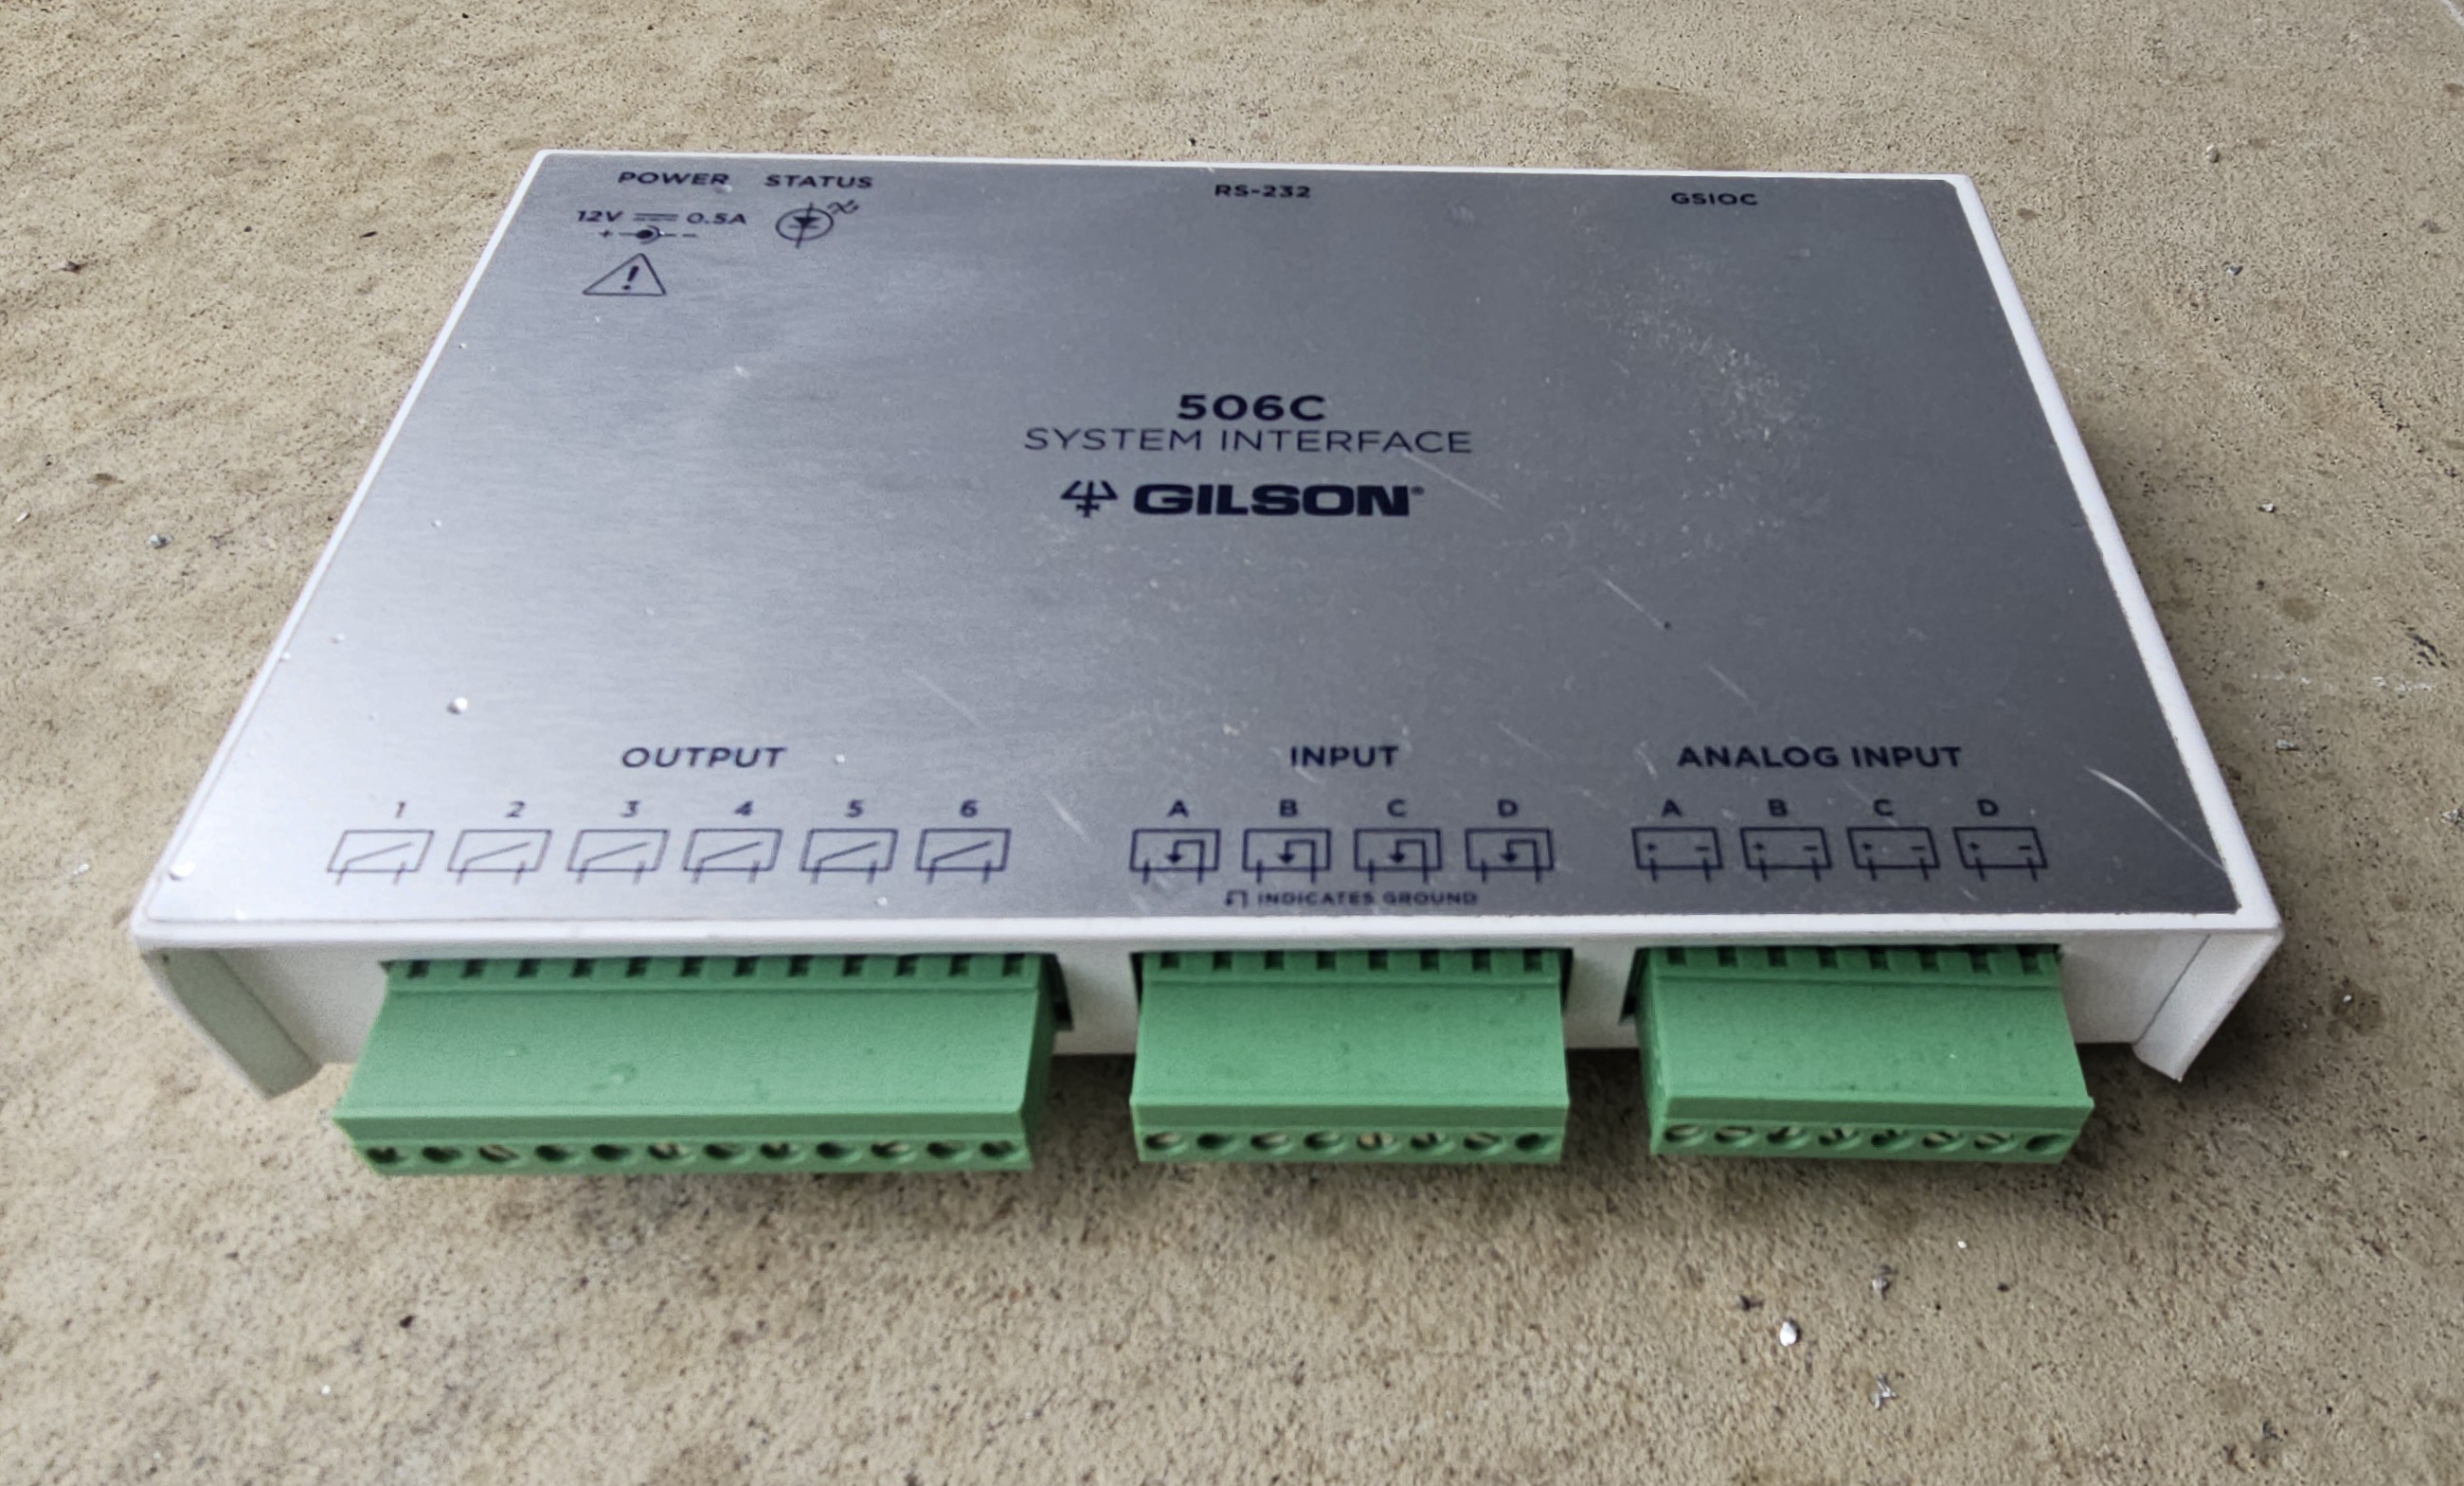 POWER STATUS
12V 0.5A
+ -
!
RS-232
GSIOC
506C
SYSTEM INTERFACE
GILSON®
OUTPUT
1 2 3 4 5 6
INPUT
A B C D
INDICATES GROUND
ANALOG INPUT
A B C D
+ - + - + - + -